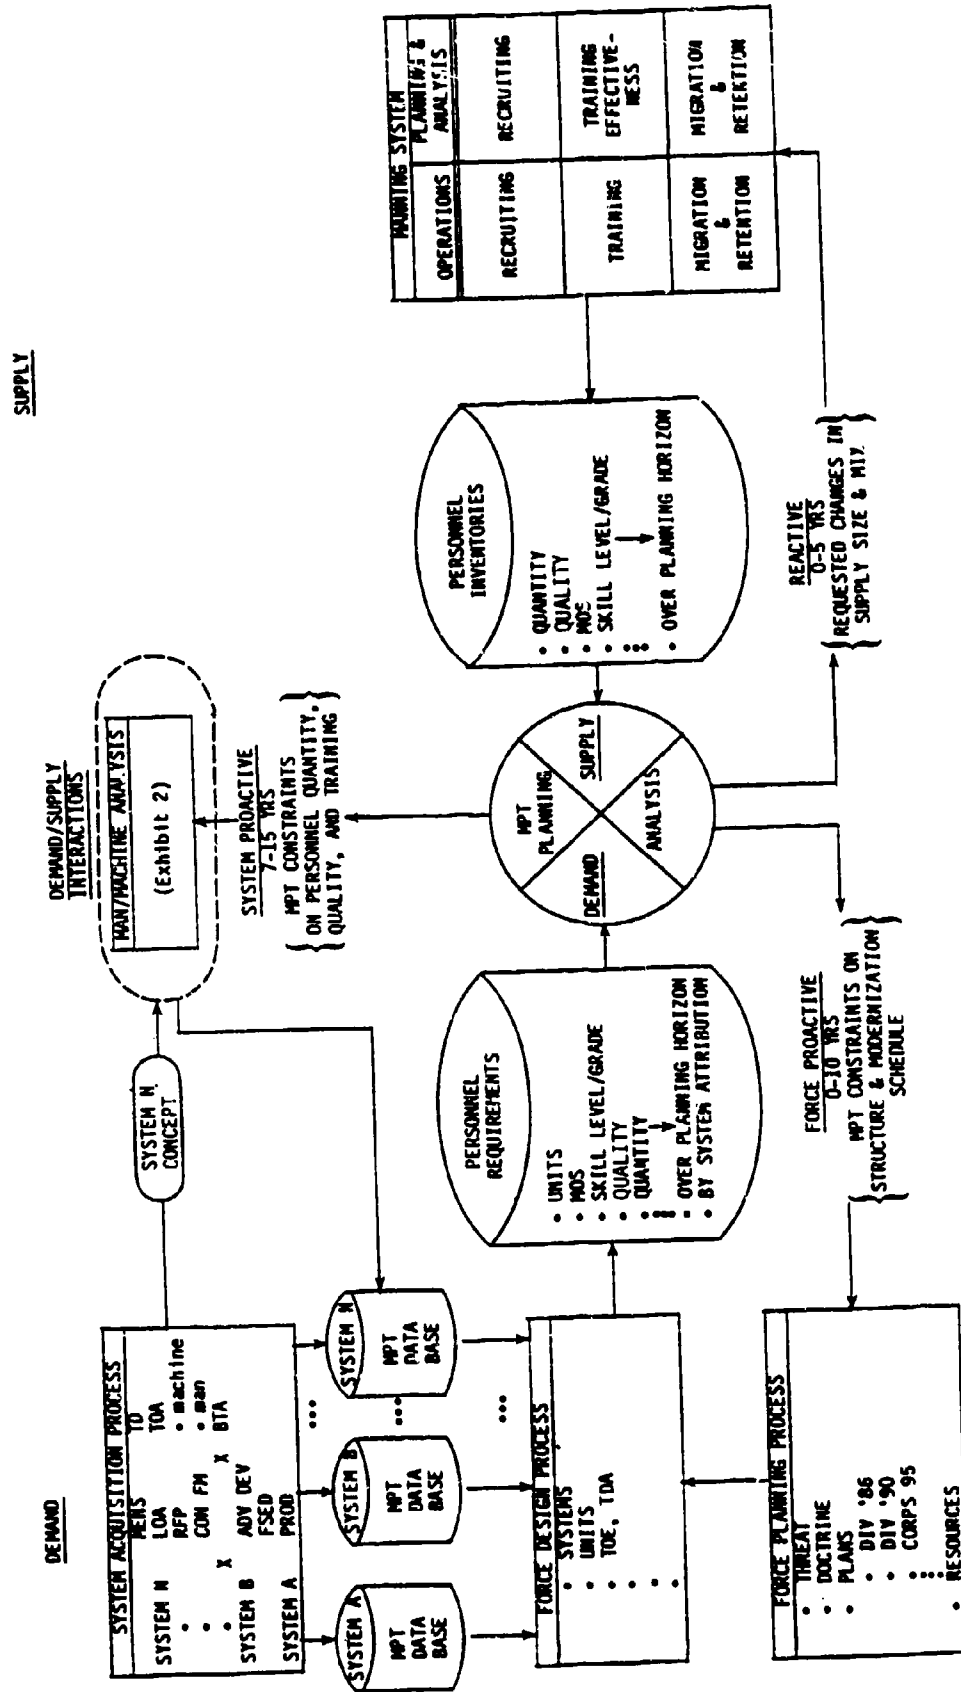 DEMAND
SUPPLY
SYSTEM ACQUISITION PROCESS
MENS TD
SYSTEM N LOA TOA
• RFP • machine
• CON FM • man
• X X BTA
SYSTEM B ADV DEV
FSED
SYSTEM A PROD
SYSTEM N
CONCEPT
DEMAND/SUPPLY
INTERACTIONS
MAN/MACHINE ANALYSIS
(Exhibit 2)
SYSTEM PROACTIVE
7-15 YRS
MPT CONSTRAINTS
ON PERSONNEL QUANTITY,
QUALITY, AND TRAINING
SYSTEM A
MPT
DATA
BASE
SYSTEM B
MPT
DATA
BASE
•••
•••
•••
SYSTEM N
MPT
DATA
BASE
FORCE DESIGN PROCESS
• SYSTEMS
• UNITS
• TOE, TDA
•
•
•
PERSONNEL
REQUIREMENTS
• UNITS
• MOS
• SKILL LEVEL/GRADE
• QUALITY
• QUANTITY
• OVER PLANNING HORIZON
• BY SYSTEM ATTRIBUTION
MPT
PLANNING
DEMAND
SUPPLY
ANALYSIS
PERSONNEL
INVENTORIES
• QUANTITY
• QUALITY
• MOS
• SKILL LEVEL/GRADE
• OVER PLANNING HORIZON
MANNING SYSTEM
OPERATIONS PLANNING &
ANALYSIS
RECRUITING RECRUITING
TRAINING TRAINING
EFFECTIVE-
NESS
MIGRATION MIGRATION
& &
RETENTION RETENTION
FORCE PLANNING PROCESS
• THREAT
• DOCTRINE
• PLANS
• DIV '86
• DIV '90
• CORPS 95
• RESOURCES
FORCE PROACTIVE
0-10 YRS
MPT CONSTRAINTS ON
STRUCTURE & MODERNIZATION
SCHEDULE
REACTIVE
0-5 YRS
REQUESTED CHANGES IN
SUPPLY SIZE & MIX